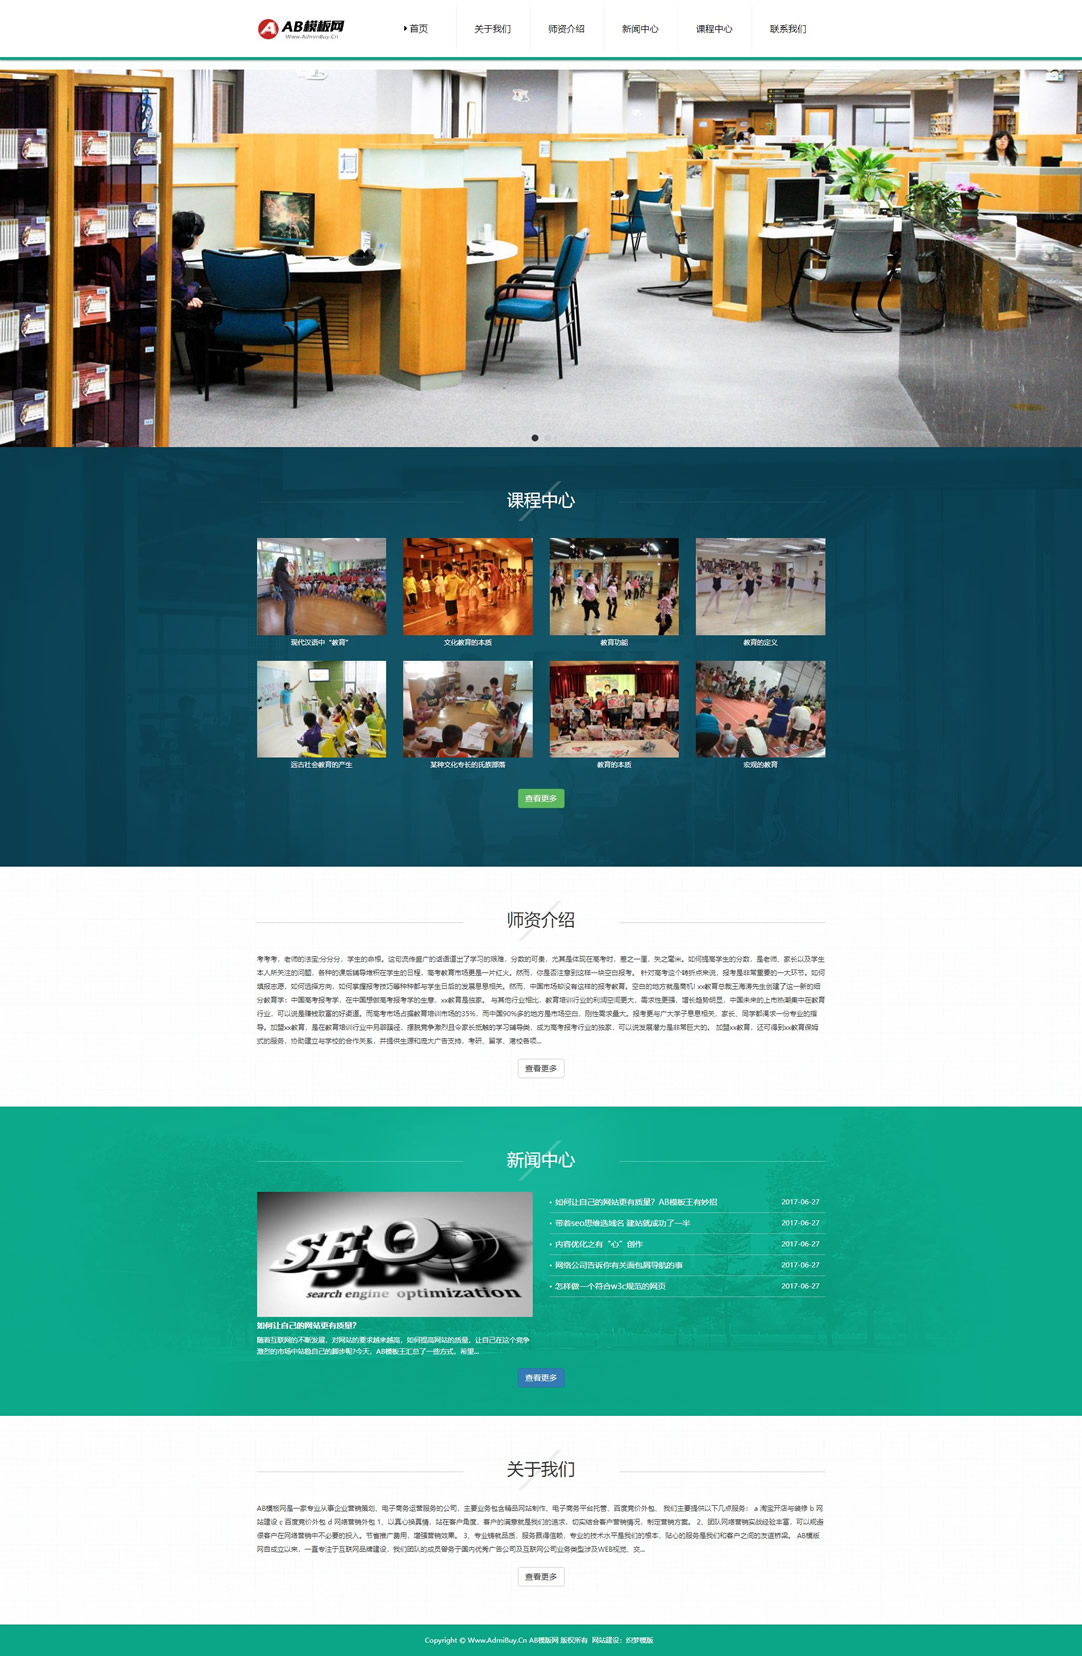 AB模板网
Www.AdminBuy.Cn
首页
关于我们
师资介绍
新闻中心
课程中心
联系我们
课程中心
现代汉语中“教育”
文化教育的本质
教育功能
教育的定义
远古社会教育的产生
某种文化专长的氏族部落
教育的本质
宏观的教育
查看更多
师资介绍
考考考，老师的法宝;分分分，学生的命根。这句流传盛广的话语道出了学习的艰难，分数的可贵，尤其是体现在高考时，差之一厘，失之毫米。如何提高学生的分数，是老师、家长以及学生
本人所关注的问题，各种的课后辅导堆积在学生的日程，高考教育市场更是一片红火。然而，你是否注意到这样一块空白报考。 针对高考这个转折点来说，报考是非常重要的一大环节。如何
填报志愿，如何选择方向，如何掌握报考技巧等种种都与学生日后的发展息息相关。然而，中国市场却没有这样的报考教育。空白的地方就是商机! xx教育总裁王海涛先生创建了这一新的细
分教育学：中国高考报考学，在中国想做高考报考学的生意，xx教育是独家。 与其他行业相比，教育培训行业的利润空间更大，需求性更强，增长趋势明显，中国未来的上市热潮集中在教育
行业，可以说是赚钱致富的好渠道。而高考市场占据教育培训市场的35%，而中国90%多的地方是市场空白，刚性需求量大。报考更与广大学子息息相关，家长、同学都渴求一份专业的指
导。加盟xx教育，是在教育培训行业中另辟蹊径，摆脱竞争激烈且令家长抵触的学习辅导类，成为高考报考行业的独家，可以说发展潜力是非常巨大的。 加盟xx教育，还可得到xx教育保姆
式的服务，协助建立与学校的合作关系，并提供生源和庞大广告支持，考研、留学、港校各项...
查看更多
新闻中心
SEO
search engine optimization
如何让自己的网站更有质量?
随着互联网的不断发展，对网站的要求越来越高，如何提高网站的质量，让自己在这个竞争
激烈的市场中站稳自己的脚步呢?今天，AB模板王汇总了一些方式，希望...
• 如何让自己的网站更有质量？AB模板王有妙招 2017-06-27
• 带着seo思维选域名 建站就成功了一半 2017-06-27
• 内容优化之有“心”创作 2017-06-27
• 网络公司告诉你有关面包屑导航的事 2017-06-27
• 怎样做一个符合w3c规范的网页 2017-06-27
查看更多
关于我们
AB模板网是一家专业从事企业营销策划、电子商务运营服务的公司，主要业务包含精品网站制作、电子商务平台托管、百度竞价外包、 我们主要提供以下几点服务： a 淘宝开店与装修 b 网
站建设 c 百度竞价外包 d 网络营销外包 1、以真心换真情，站在客户角度，客户的满意就是我们的追求，切实结合客户营销情况，制定营销方案。 2、团队网络营销实战经验丰富，可以规避
很客户在网络营销中不必要的投入。节省推广费用，增强营销效果。 3、专业铸就品质，服务赢得信赖，专业的技术水平是我们的根本，贴心的服务是我们和客户之间的友谊桥梁。 AB模板
网自成立以来，一直专注于互联网品牌建设，我们团队的成员曾务于国内优秀广告公司及互联网公司业务类型涉及WEB视觉、交...
查看更多
Copyright © Www.AdmiBuy.Cn AB模版网 版权所有 网站建设：织梦模版